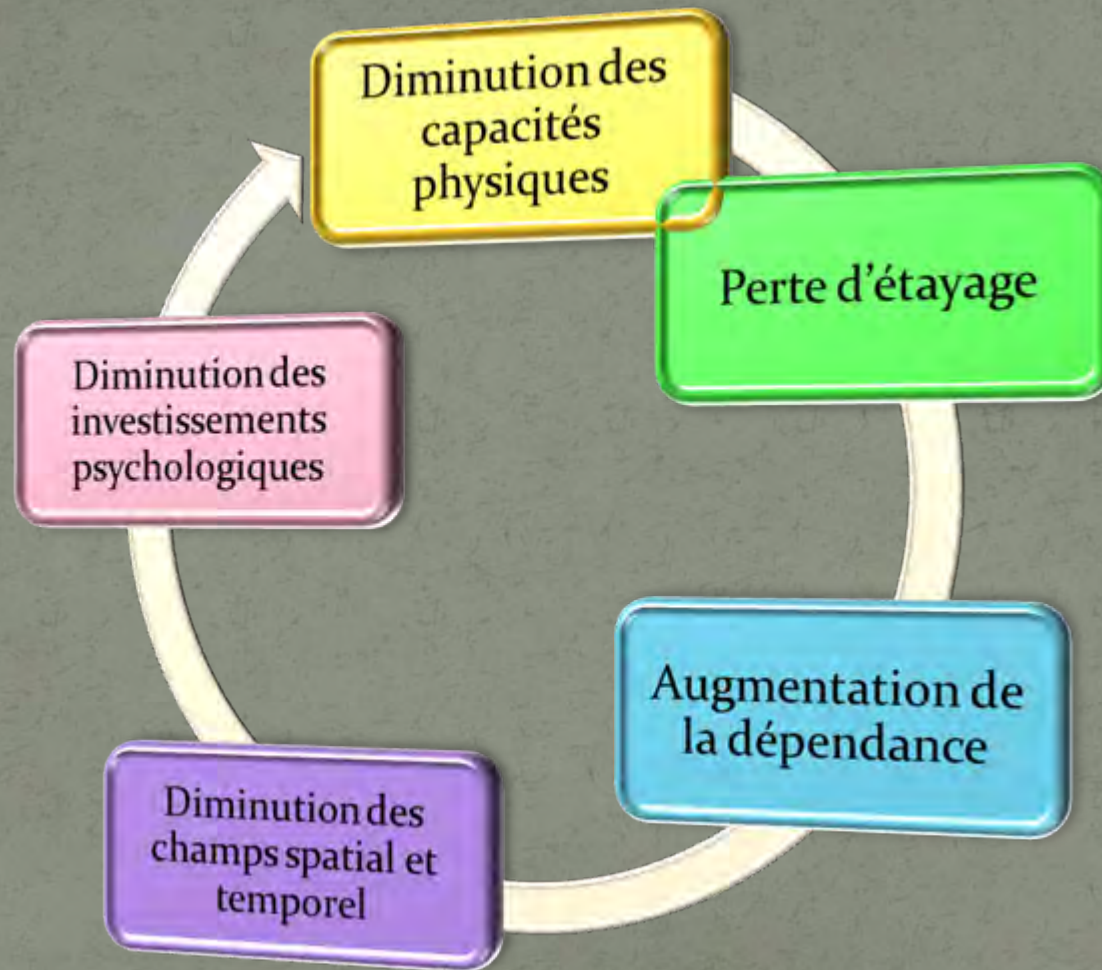 Diminution des
capacités
physiques
Perte d'étayage
Augmentation de
la dépendance
Diminution des
champs spatial et
temporel
Diminution des
investissements
psychologiques